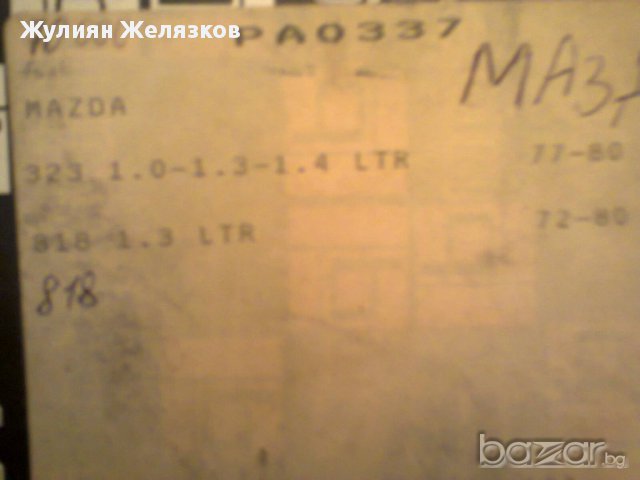 Жулиян Желязков
PA0337
МАЗДА
MAZDA
323 1.0-1.3-1.4 LTR 77-80
818 1.3 LTR 72-80
818
bazar.bg